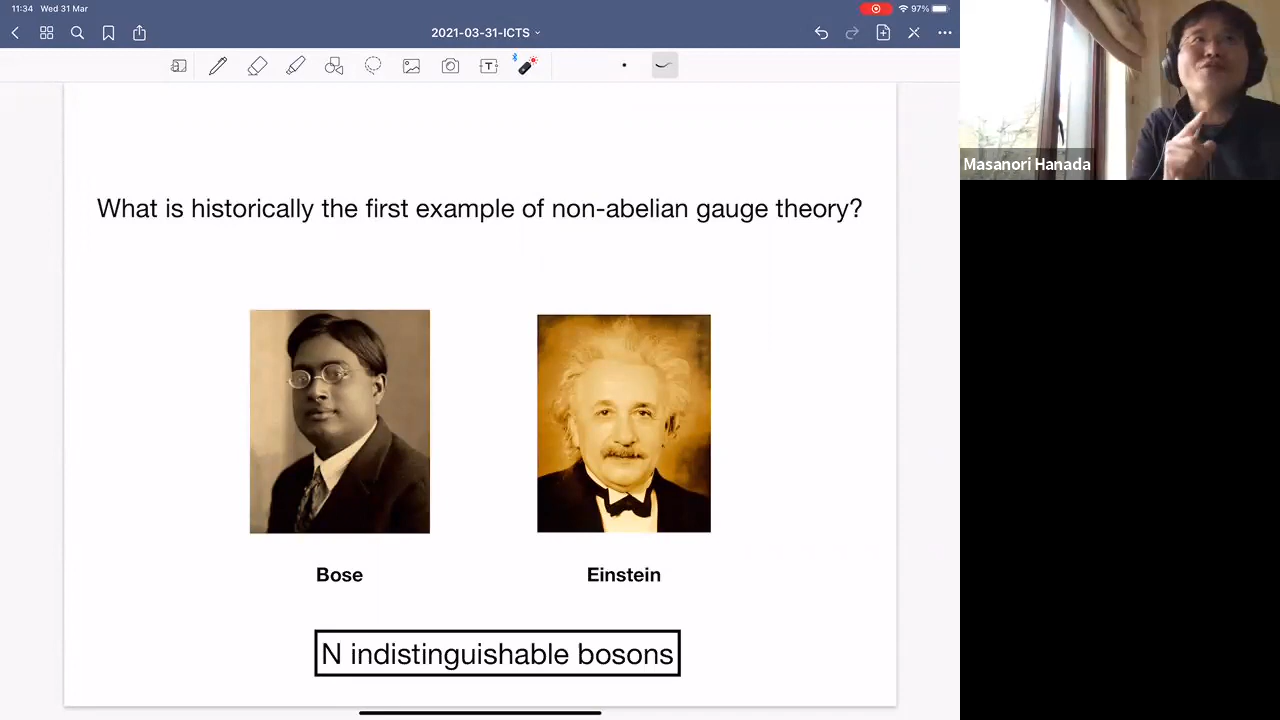 11:34 Wed 31 Mar
97%
2021-03-31-ICTS
T
What is historically the first example of non-abelian gauge theory?
Bose
Einstein
N indistinguishable bosons
Masanori Hanada